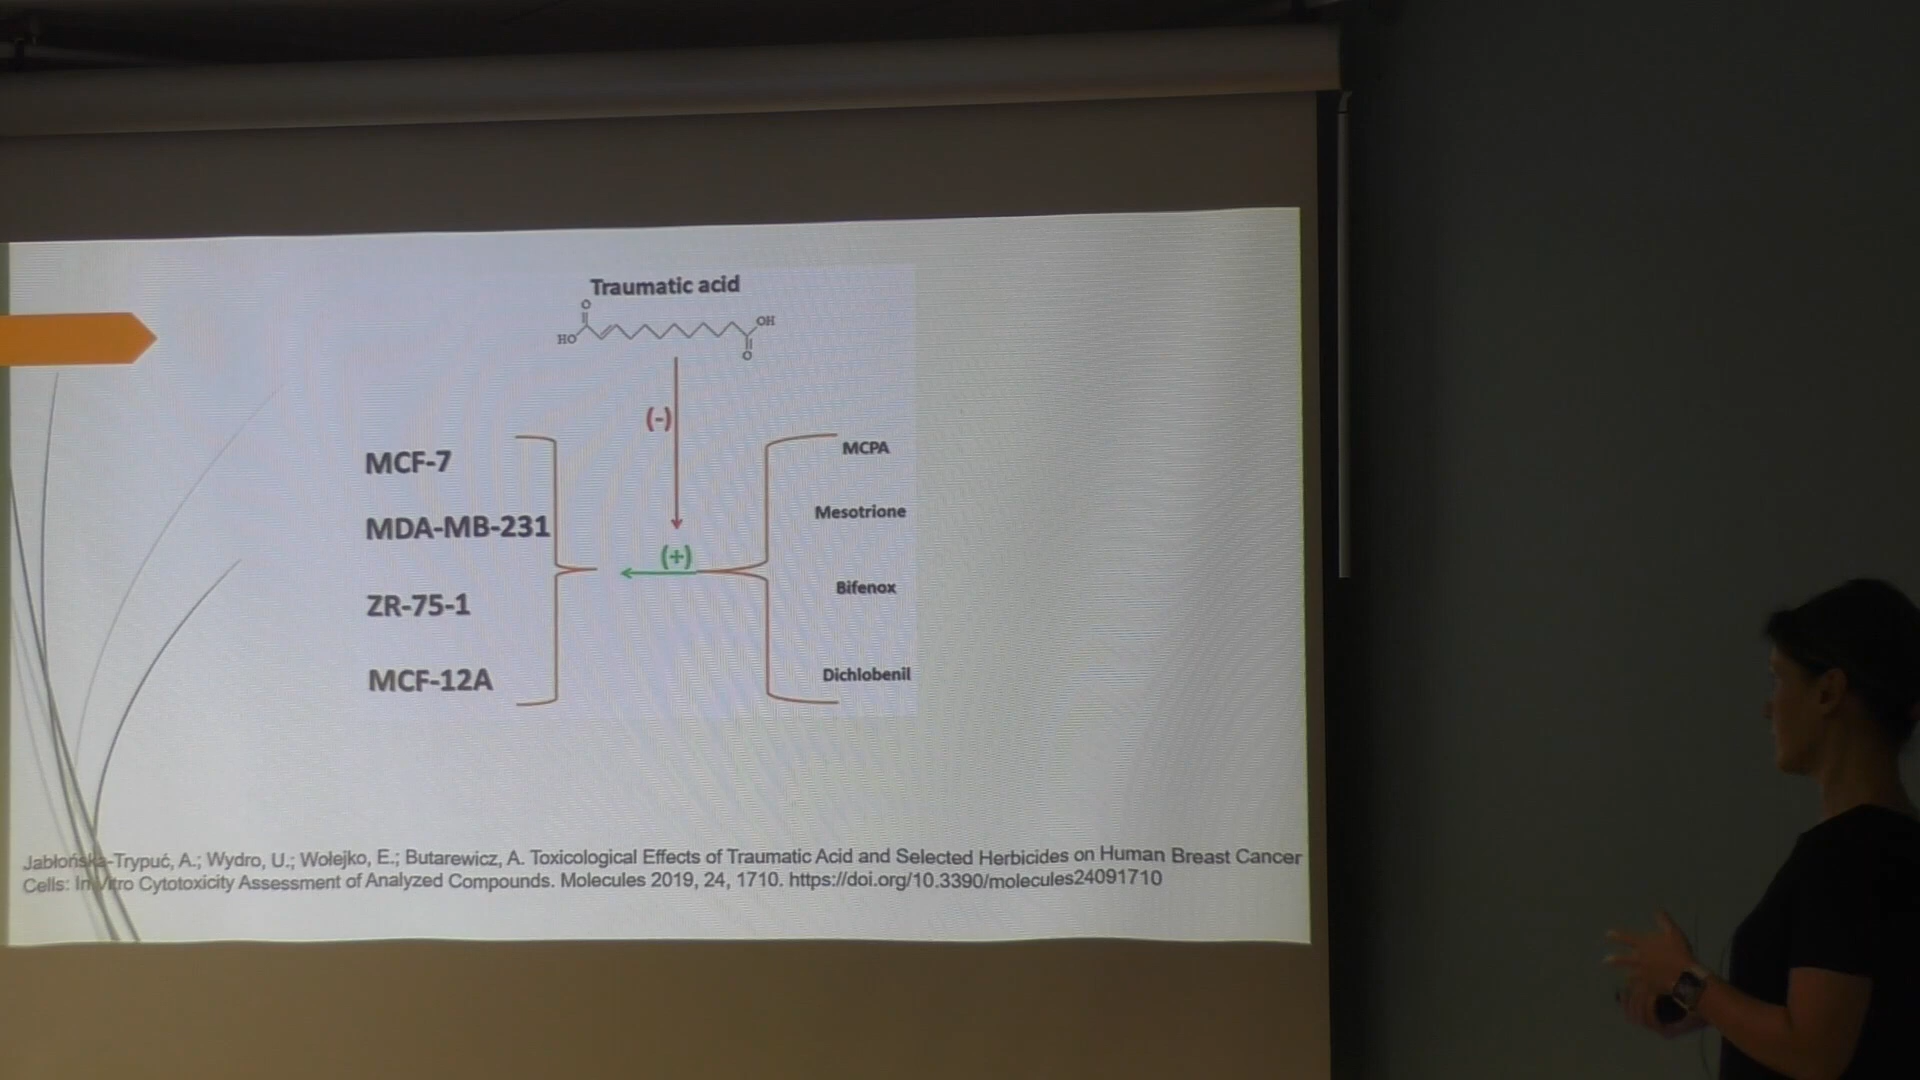 Traumatic acid
O
HO
OH
O
(-)
(+)
MCF-7
MDA-MB-231
ZR-75-1
MCF-12A
MCPA
Mesotrione
Bifenox
Dichlobenil
Jabłońska-Trypuć, A.; Wydro, U.; Wołejko, E.; Butarewicz, A. Toxicological Effects of Traumatic Acid and Selected Herbicides on Human Breast Cancer
Cells: In Vitro Cytotoxicity Assessment of Analyzed Compounds. Molecules 2019, 24, 1710. https://doi.org/10.3390/molecules24091710